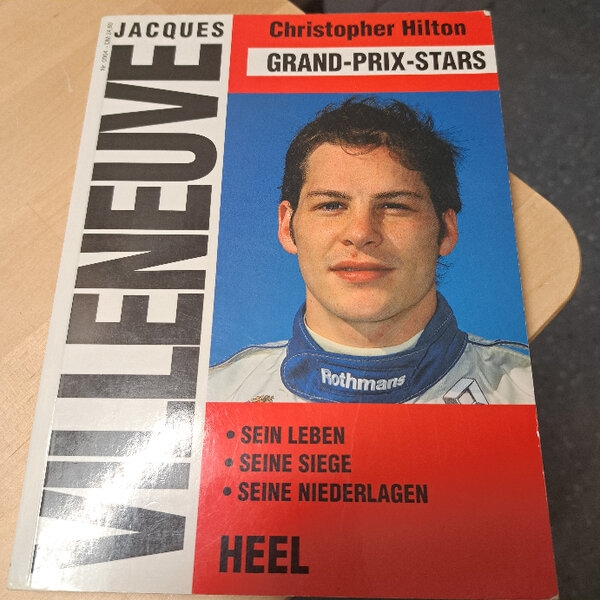 JACQUES
VILLENEUVE
Christopher Hilton
GRAND-PRIX-STARS
Rothmans
• SEIN LEBEN
• SEINE SIEGE
• SEINE NIEDERLAGEN
HEEL